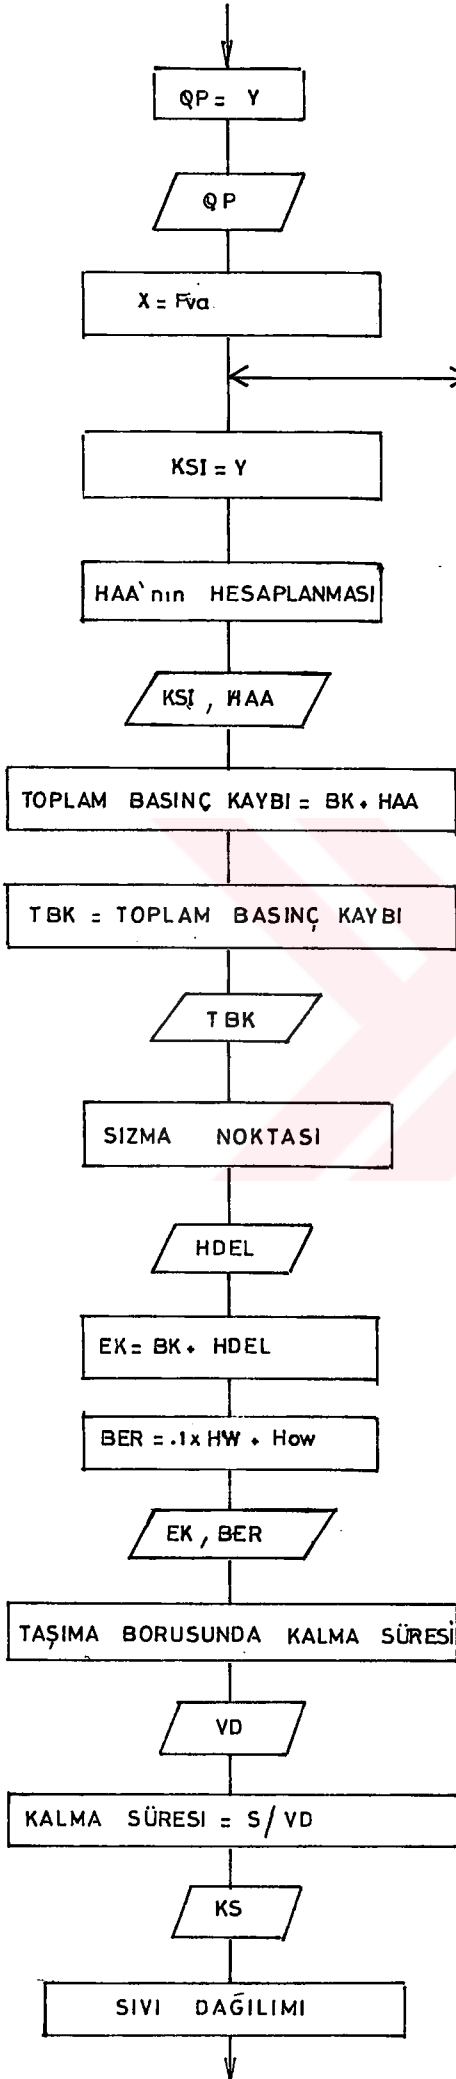 QP = Y
QP
X = Fva
KSI = Y
HAA'nın HESAPLANMASI
KSI , HAA
TOPLAM BASINÇ KAYBI = BK + HAA
TBK = TOPLAM BASINÇ KAYBI
TBK
SIZMA NOKTASI
HDEL
EK = BK + HDEL
BER = .1x HW + How
EK , BER
TAŞIMA BORUSUNDA KALMA SÜRESİ
VD
KALMA SÜRESI = S / VD
KS
SIVI DAĞILIMI